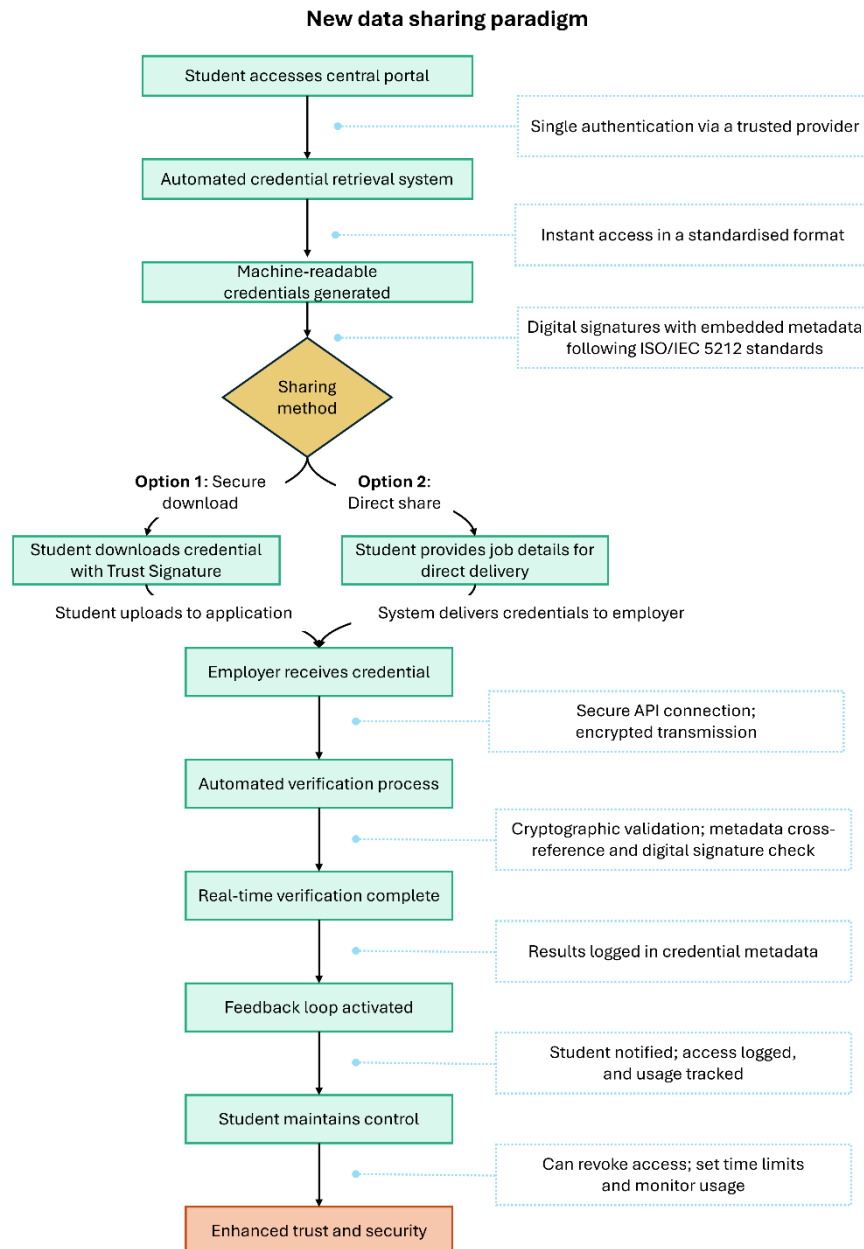 New data sharing paradigm
Student accesses central portal
Single authentication via a trusted provider
Automated credential retrieval system
Instant access in a standardised format
Machine-readable
credentials generated
Digital signatures with embedded metadata
following ISO/IEC 5212 standards
Sharing
method
Option 1: Secure
download
Option 2:
Direct share
Student downloads credential
with Trust Signature
Student provides job details for
direct delivery
Student uploads to application
System delivers credentials to employer
Employer receives credential
Secure API connection;
encrypted transmission
Automated verification process
Cryptographic validation; metadata cross-
reference and digital signature check
Real-time verification complete
Results logged in credential metadata
Feedback loop activated
Student notified; access logged,
and usage tracked
Student maintains control
Can revoke access; set time limits
and monitor usage
Enhanced trust and security